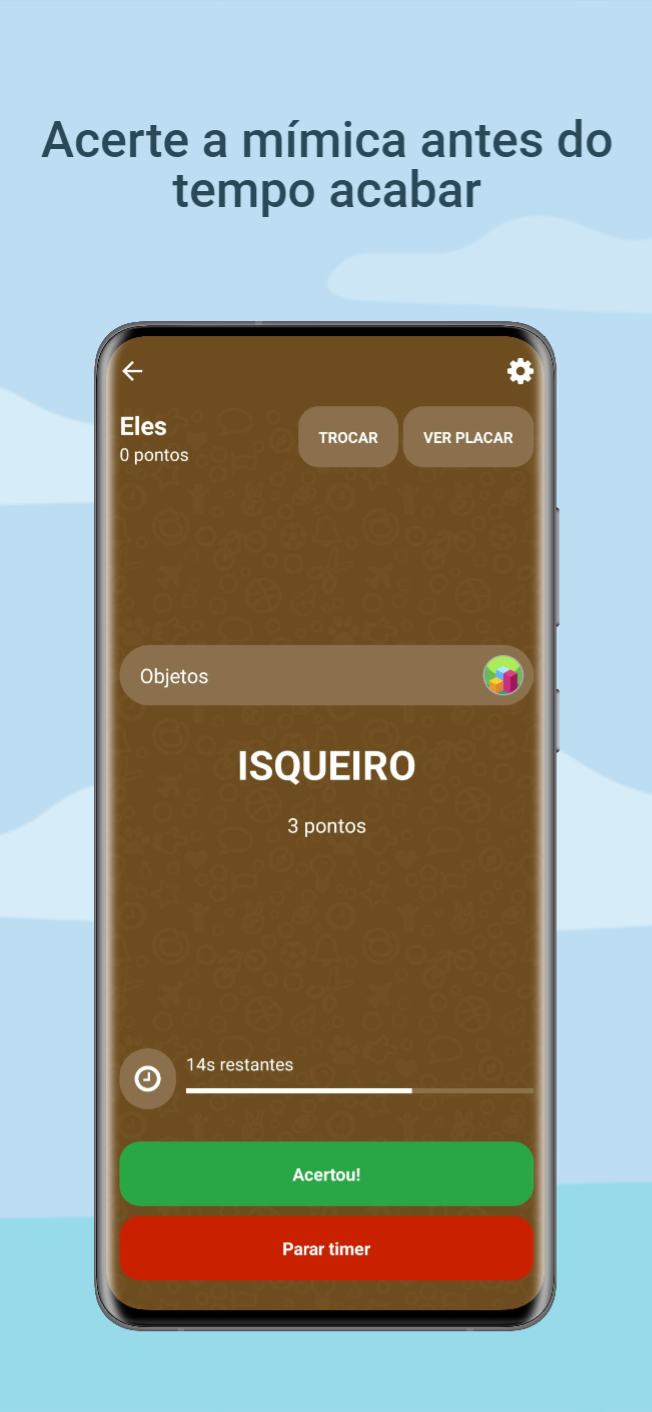 Acerte a mímica antes do
tempo acabar
Eles
0 pontos
TROCAR
VER PLACAR
Objetos
ISQUEIRO
3 pontos
14s restantes
Acertou!
Parar timer